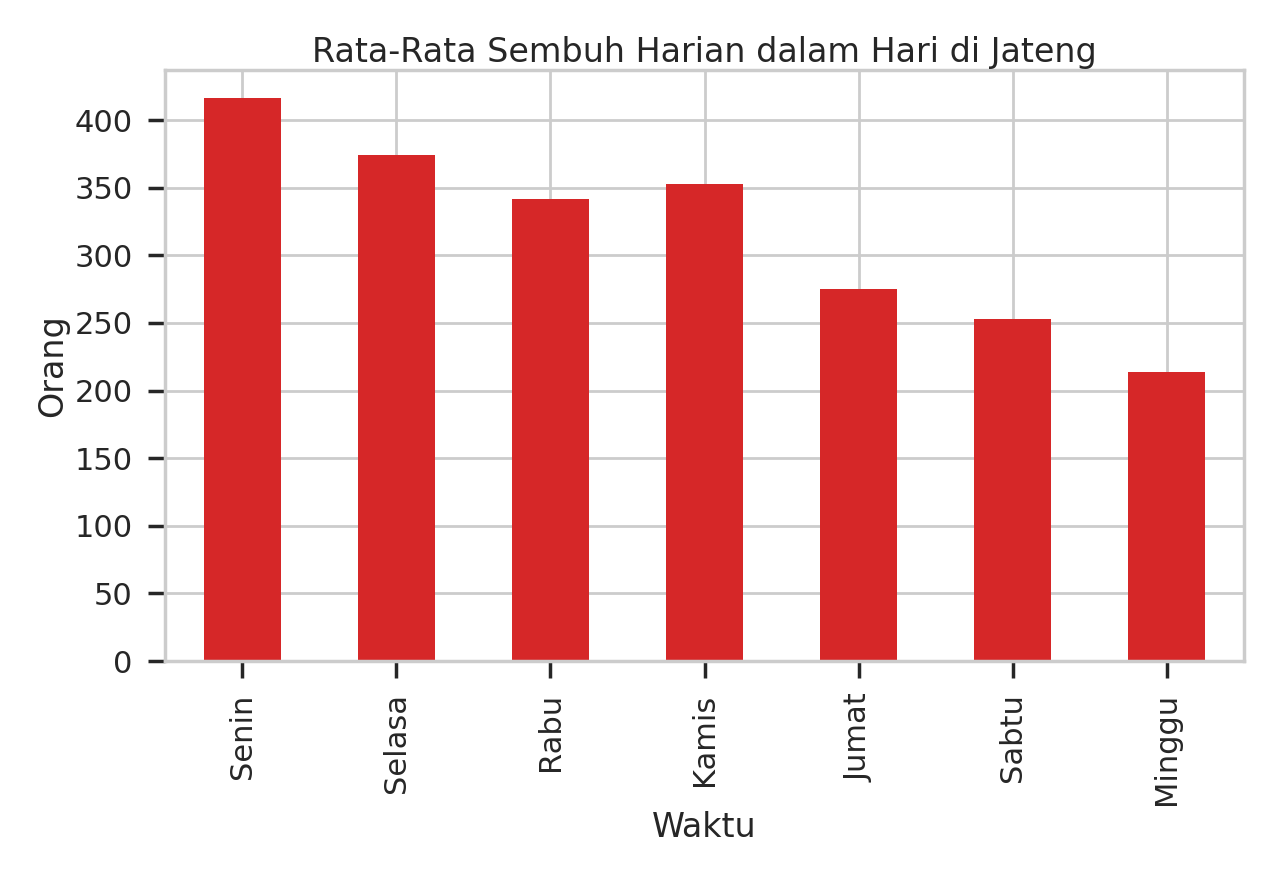 Rata-Rata Sembuh Harian dalam Hari di Jateng
400
350
300
250
200
150
100
50
0
Orang
Senin
Selasa
Rabu
Kamis
Jumat
Sabtu
Minggu
Waktu